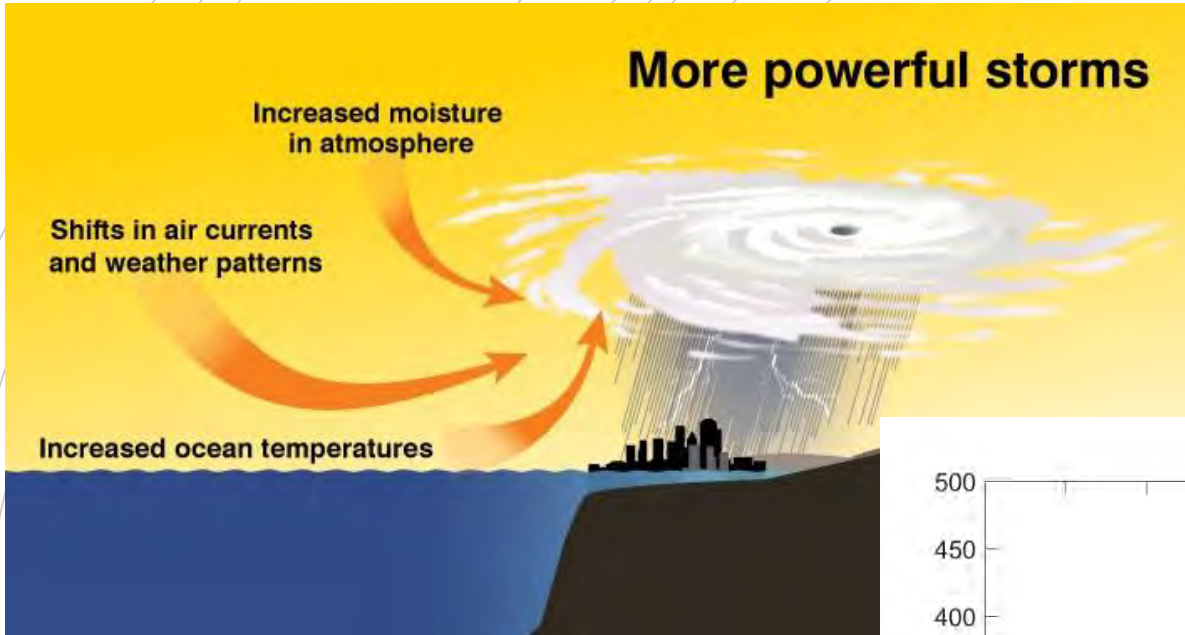 More powerful storms
Increased moisture
in atmosphere
Shifts in air currents
and weather patterns
Increased ocean temperatures
500
450
400